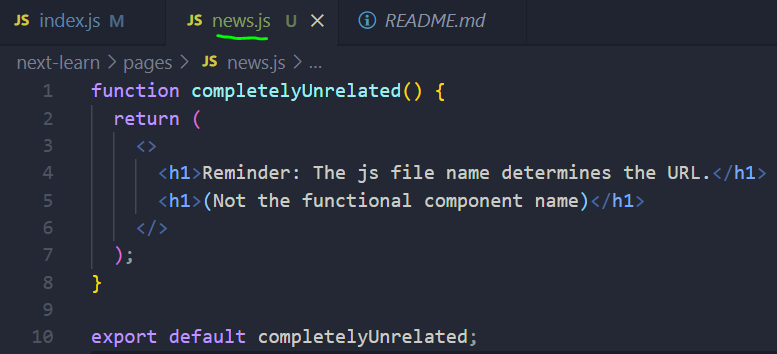 JS index.js M JS news.js U × ⓘ README.md
next-learn > pages > JS news.js > ...
1 function completelyUnrelated() {
2   return (
3     <>
4       <h1>Reminder: The js file name determines the URL.</h1>
5       <h1>(Not the functional component name)</h1>
6     </>
7   );
8 }
9
10 export default completelyUnrelated;